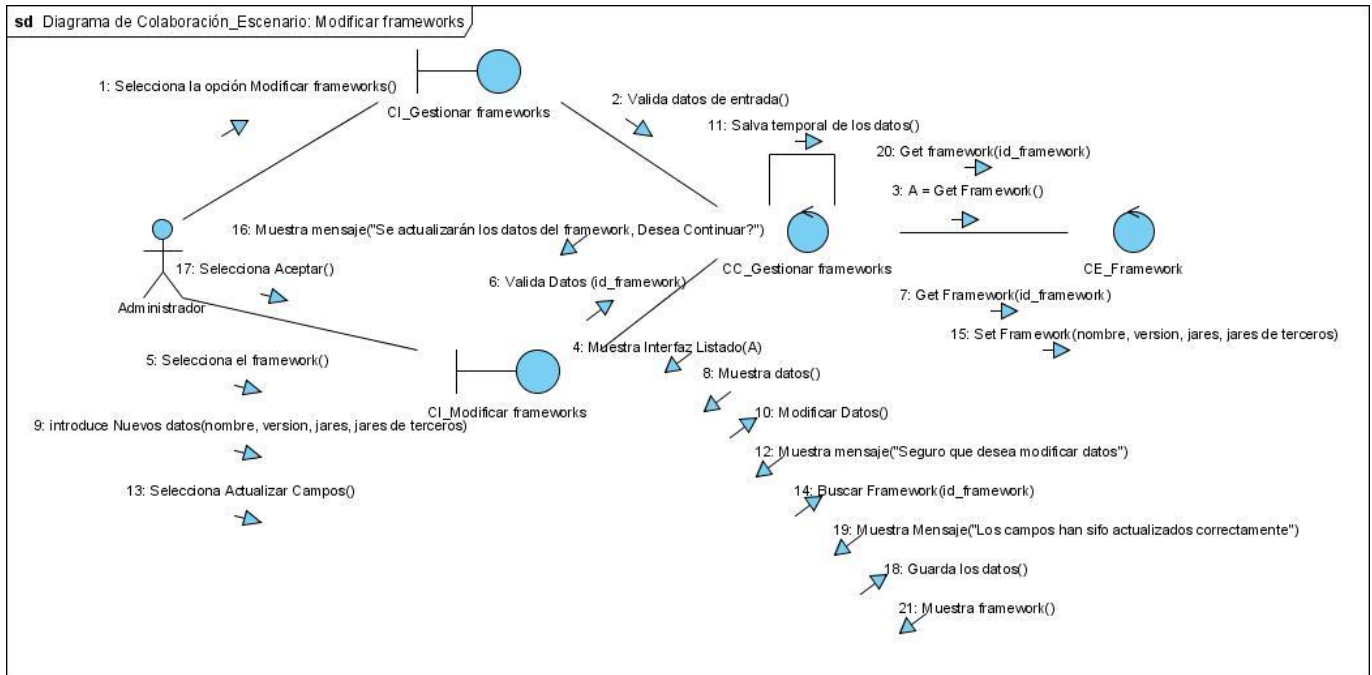 sd Diagrama de Colaboración_Escenario: Modificar frameworks
1: Selecciona la opción Modificar frameworks()
CI_Gestionar frameworks
2: Valida datos de entrada()
11: Salva temporal de los datos()
20: Get framework(id_framework)
3: A = Get Framework()
16: Muestra mensaje("Se actualizarán los datos del framework, Desea Continuar?")
17: Selecciona Aceptar()
6: Valida Datos (id_framework)
CC_Gestionar frameworks
CE_Framework
Administrador
7: Get Framework(id_framework)
15: Set Framework(nombre, version, jares, jares de terceros)
4: Muestra Interfaz Listado(A)
5: Selecciona el framework()
8: Muestra datos()
CI_Modificar frameworks
10: Modificar Datos()
9: introduce Nuevos datos(nombre, version, jares, jares de terceros)
12: Muestra mensaje("Seguro que desea modificar datos")
13: Selecciona Actualizar Campos()
14: Buscar Framework(id_framework)
19: Muestra Mensaje("Los campos han sifo actualizados correctamente")
18: Guarda los datos()
21: Muestra framework()